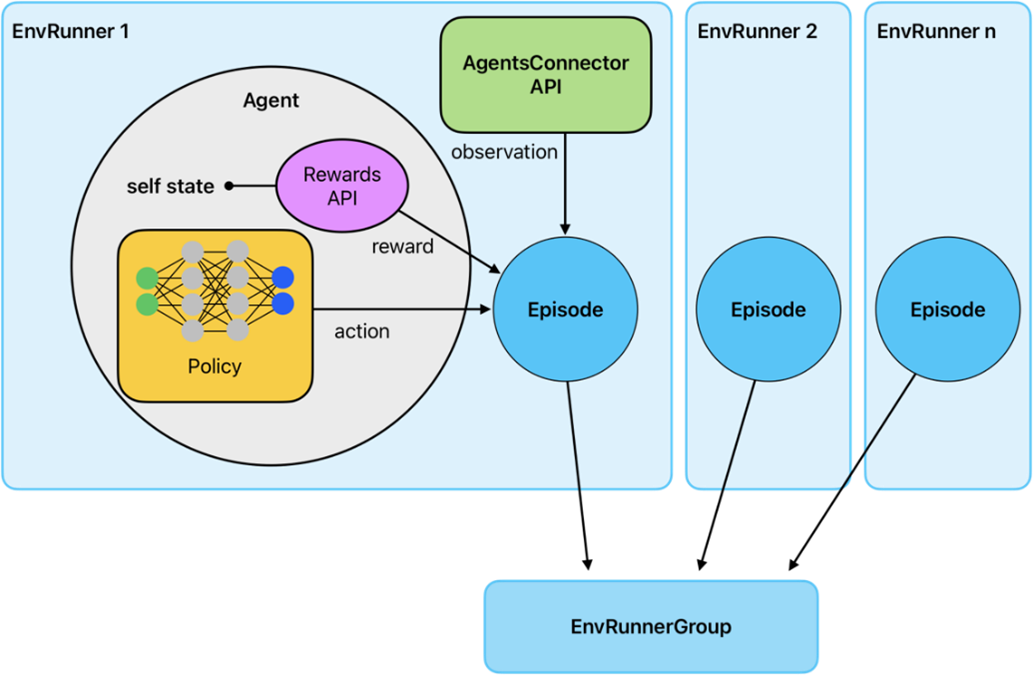 EnvRunner 1
EnvRunner 2
EnvRunner n
AgentsConnector
API
Agent
observation
Rewards
API
self state
reward
Episode
Episode
Episode
action
Policy
EnvRunnerGroup